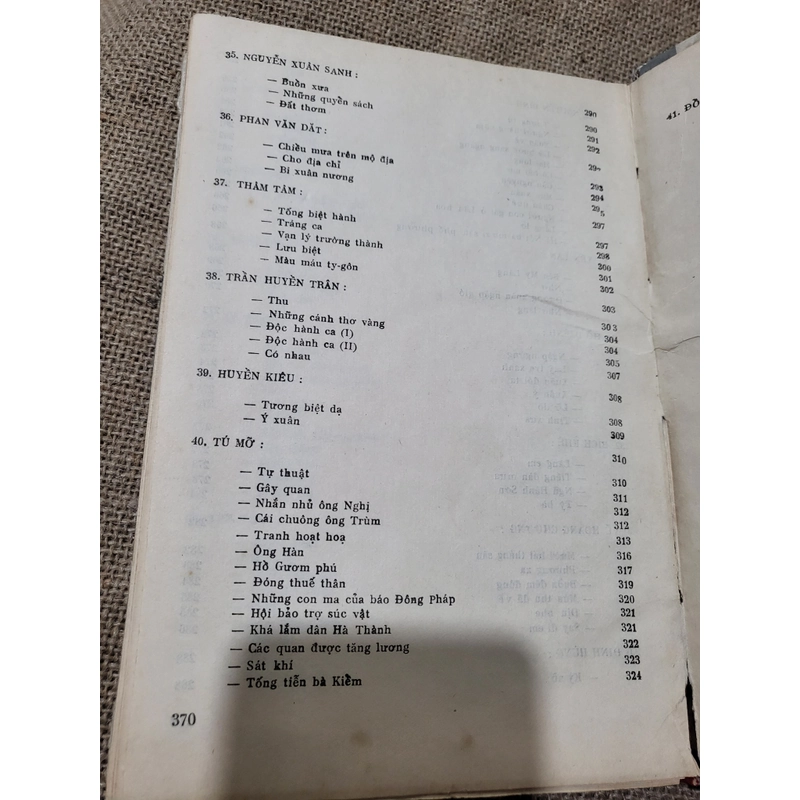 35. NGUYỄN XUÂN SANH : 290
— Buồn xưa 290
— Những quyển sách 291
— Đất thơm 292
36. PHAN VĂN DẮT :
— Chiều mưa trên mộ địa 293
— Cho địa chỉ 294
— Bi xuân nương 295
37. THÂM TÂM : 297
— Tống biệt hành 297
— Tráng ca 298
— Vạn lý trường thành 300
— Lưu biệt 301
— Màu máu ty-gôn 302
38. TRẦN HUYỀN TRÂN : 303
— Thu 303
— Những cánh thơ vàng 304
— Độc hành ca (I) 304
— Độc hành ca (II) 305
— Có nhau 307
39. HUYỀN KIÊU : 308
— Tương biệt dạ 308
— Ý xuân 309
40. TÚ MỠ : 310
— Tự thuật 310
— Gây quan 311
— Nhắn nhủ ông Nghị 312
— Cái chuông ông Trùm 312
— Tranh hoạt hoạ 313
— Ông Hàn 316
— Hồ Gươm phú 317
— Đóng thuế thân 319
— Những con ma của báo Đông Pháp 320
— Hội bảo trợ súc vật 321
— Khá lắm dân Hà Thành 321
— Các quan được tăng lương 322
— Sát khí 323
— Tống tiễn bà Kiềm 324
370
41. ĐỒ